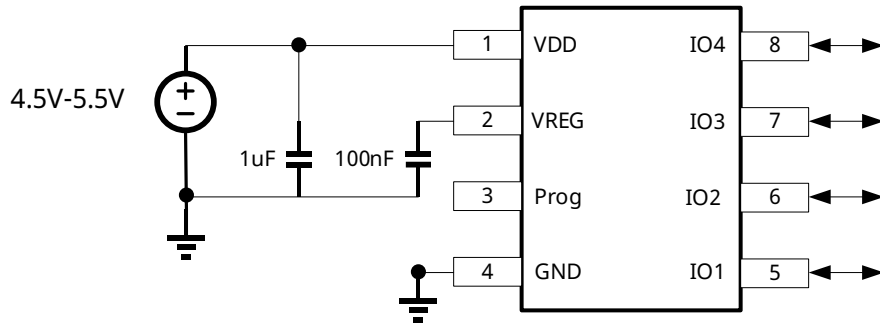 1 VDD IO4 8
4.5V-5.5V
+
−
2 VREG IO3 7
1uF 100nF
3 Prog IO2 6
4 GND IO1 5